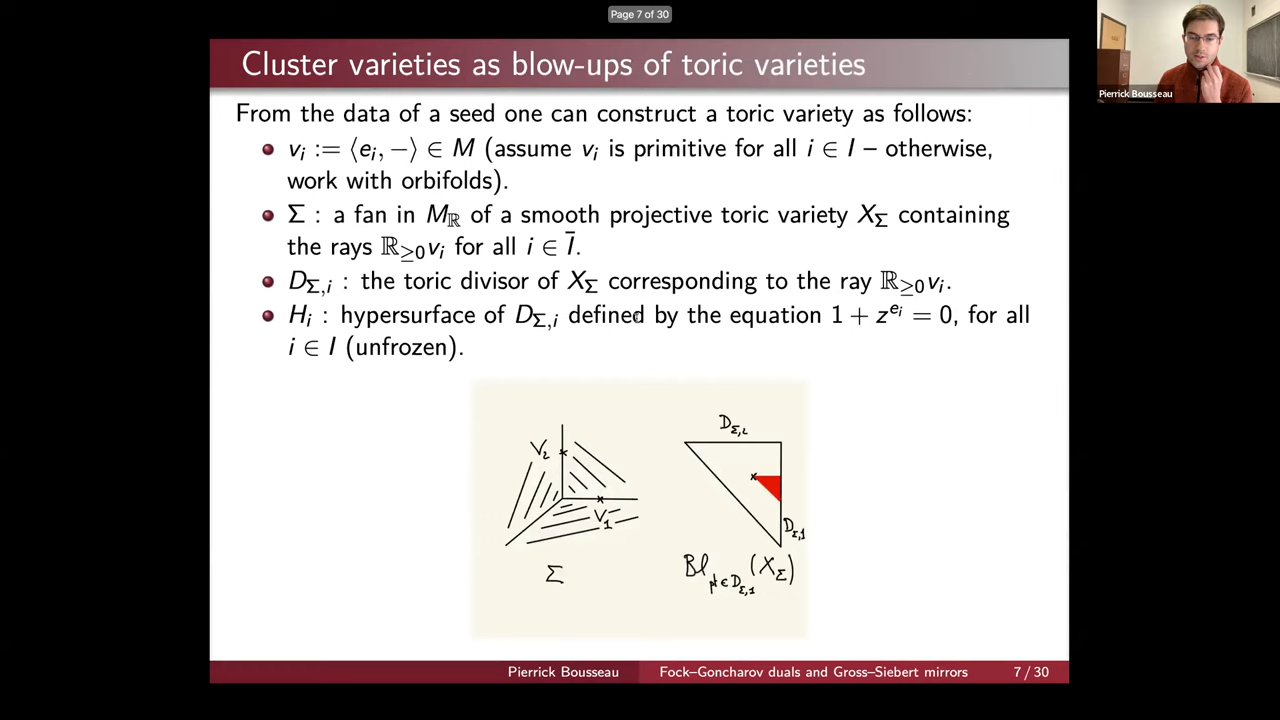 Page 7 of 30
Pierrick Bousseau
Cluster varieties as blow-ups of toric varieties
From the data of a seed one can construct a toric variety as follows:
v_i := ⟨e_i, −⟩ ∈ M (assume v_i is primitive for all i ∈ I – otherwise,
work with orbifolds).
Σ : a fan in M_ℝ of a smooth projective toric variety X_Σ containing
the rays ℝ_{≥0}v_i for all i ∈ Ī.
D_{Σ,i} : the toric divisor of X_Σ corresponding to the ray ℝ_{≥0}v_i.
H_i : hypersurface of D_{Σ,i} defined by the equation 1 + z^{e_i} = 0, for all
i ∈ I (unfrozen).
V_2
V_1
Σ
D_{Σ,2}
D_{Σ,1}
Bl_{pt ∈ D_{Σ,1}} (X_Σ)
Pierrick Bousseau
Fock–Goncharov duals and Gross–Siebert mirrors
7 / 30